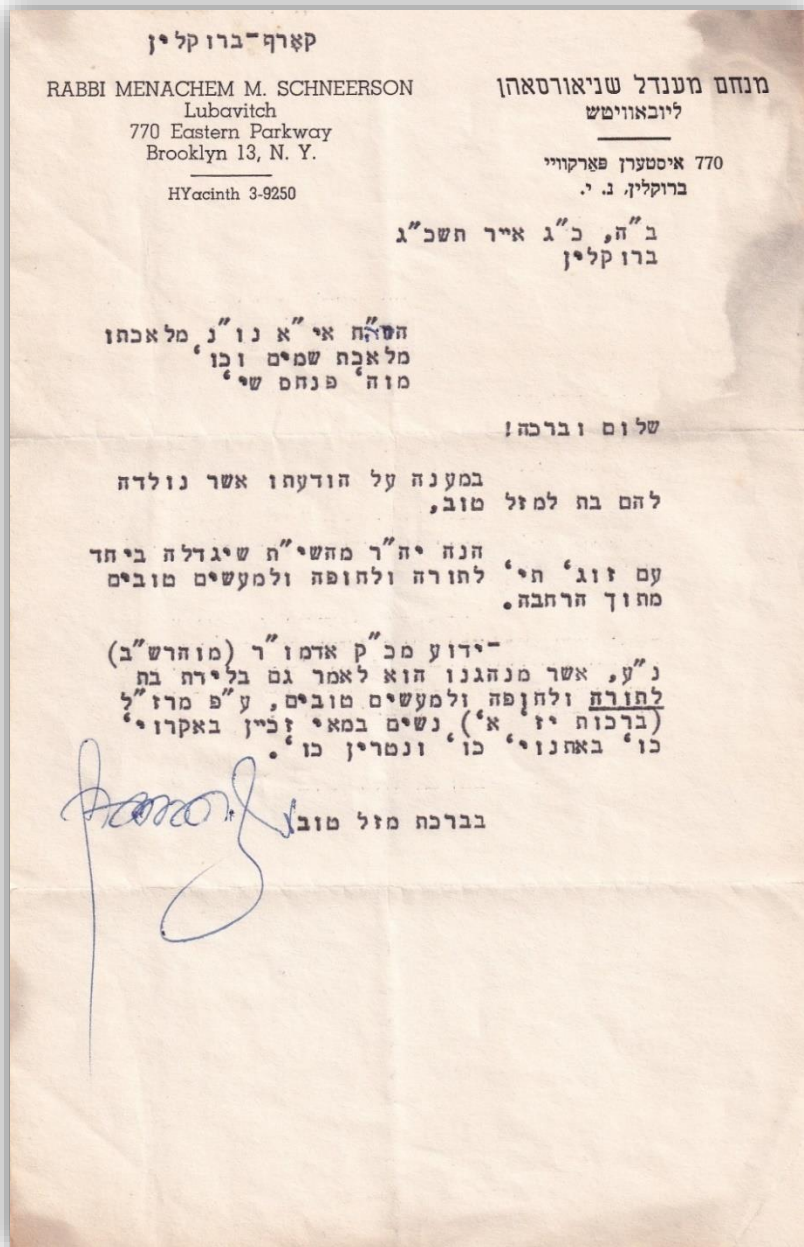 קארף-ברוקלין
RABBI MENACHEM M. SCHNEERSON
Lubavitch
770 Eastern Parkway
Brooklyn 13, N. Y.
HYacinth 3-9250
מנחם מענדל שניאורסאהן
ליובאוויטש
770 איסטערן פּאַרקוויי
ברוקלין, נ. י.
ב"ה, כ"ג אייר תשכ"ג
ברוקלין
אי"א נו"נ מלאכתו
מלאכת שמים וכו'
מוה' פנחס שי'
שלום וברכה!
במענה על הודעתו אשר נולדה
להם בת למזל טוב,
הנה יה"ר מהשי"ת שיגדלה ביחד
עם זוג' תי' לתורה ולחופה ולמעשים טובים
מתוך הרחבה.
-ידוע מכ"ק אדמו"ר (מוהרש"ב)
נ"ע, אשר מנהגנו הוא לאמר גם בלירת בת
לתורה ולחופה ולמעשים טובים, ע"פ מרז"ל
(ברכות יז' א') נשים במאי זכיין באקרוי'
כו' באתנוי' כו' ונטרין כו'.
בברכת מזל טוב